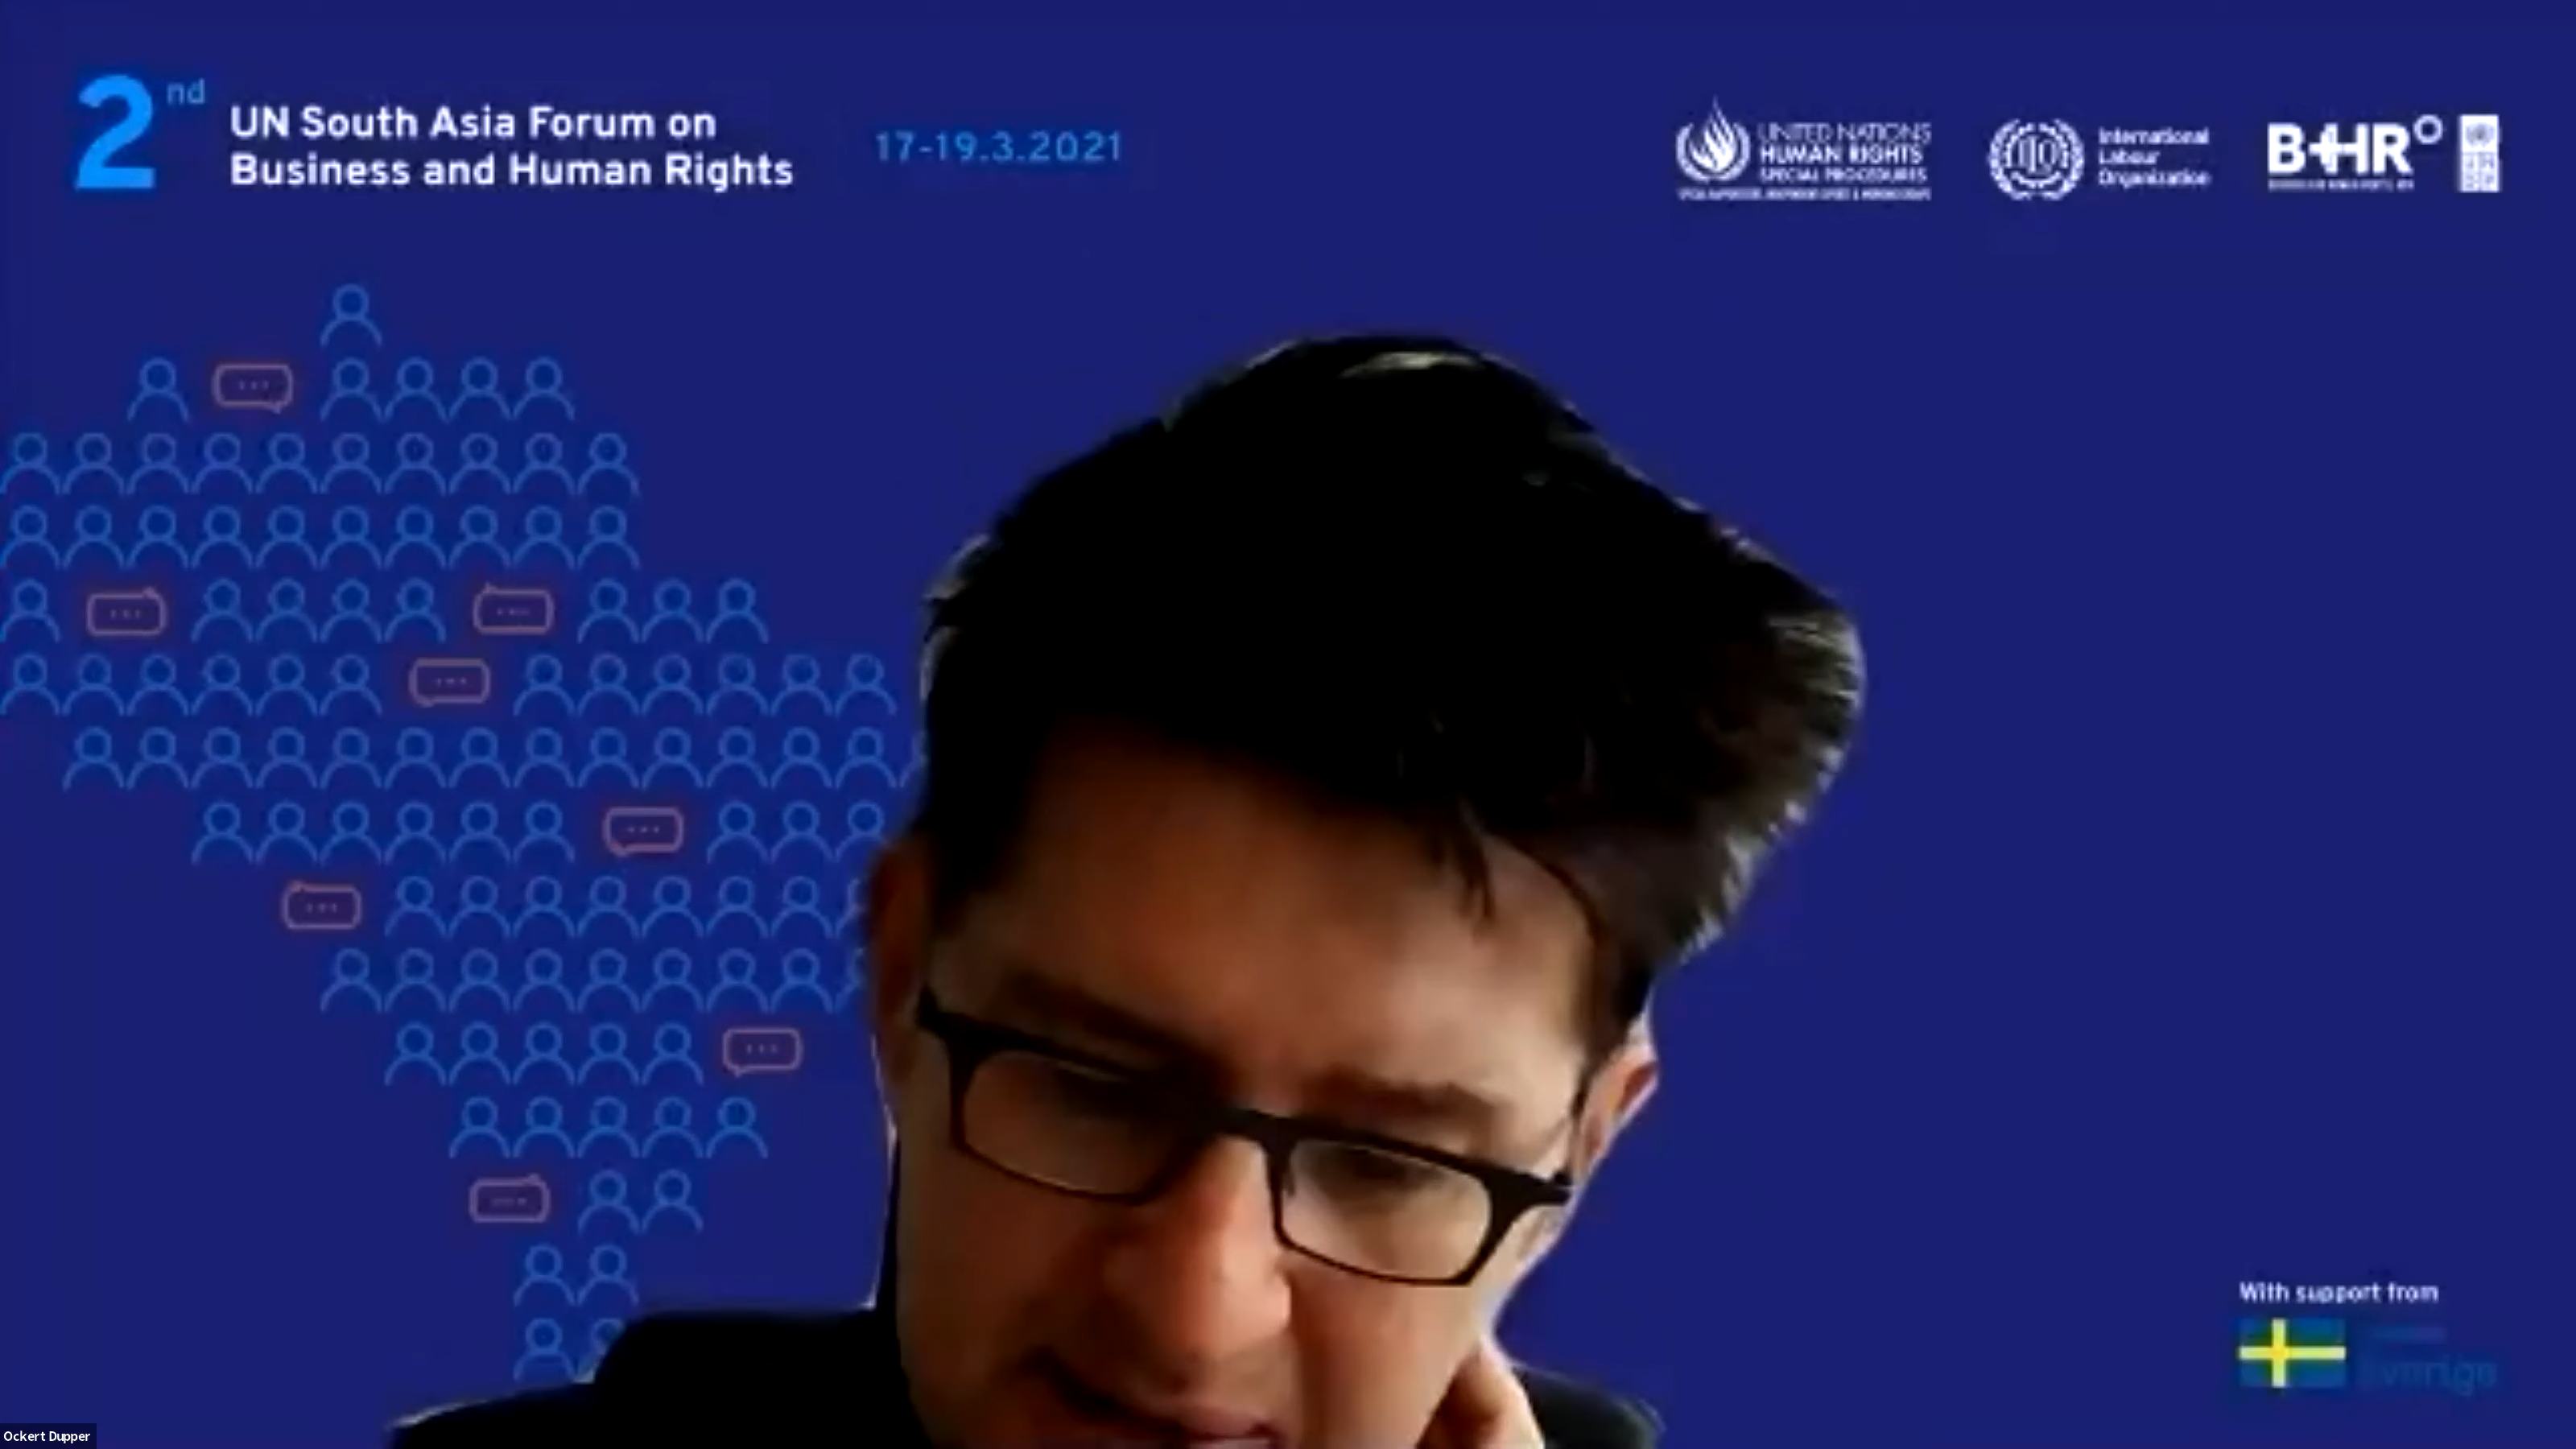 2nd
UN South Asia Forum on
Business and Human Rights
17-19.3.2021
UNITED NATIONS
HUMAN RIGHTS
SPECIAL PROCEDURES
International
Labour
Organization
B+HR
With support from
Sverige
Ockert Dupper